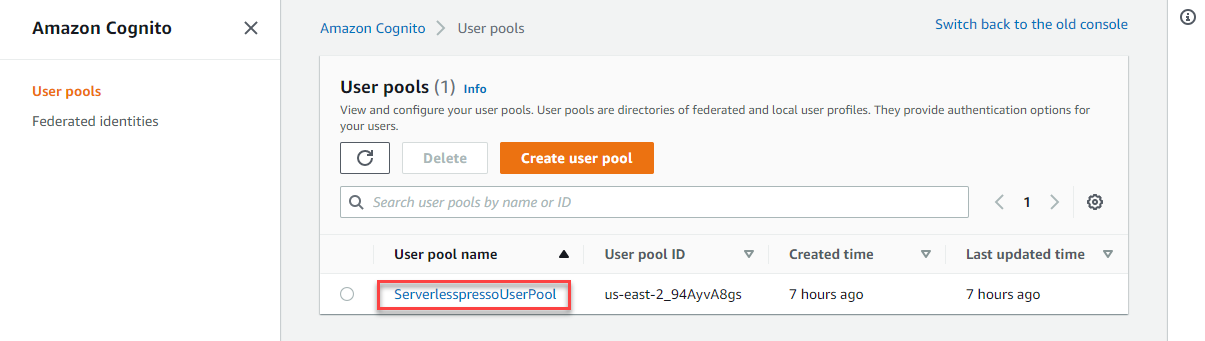 Amazon Cognito
User pools
Federated identities
Amazon Cognito > User pools
Switch back to the old console
User pools (1) Info
View and configure your user pools. User pools are directories of federated and local user profiles. They provide authentication options for
your users.
Delete Create user pool
Search user pools by name or ID
1
User pool name User pool ID Created time Last updated time
ServerlesspressoUserPool us-east-2_94AyvA8gs 7 hours ago 7 hours ago